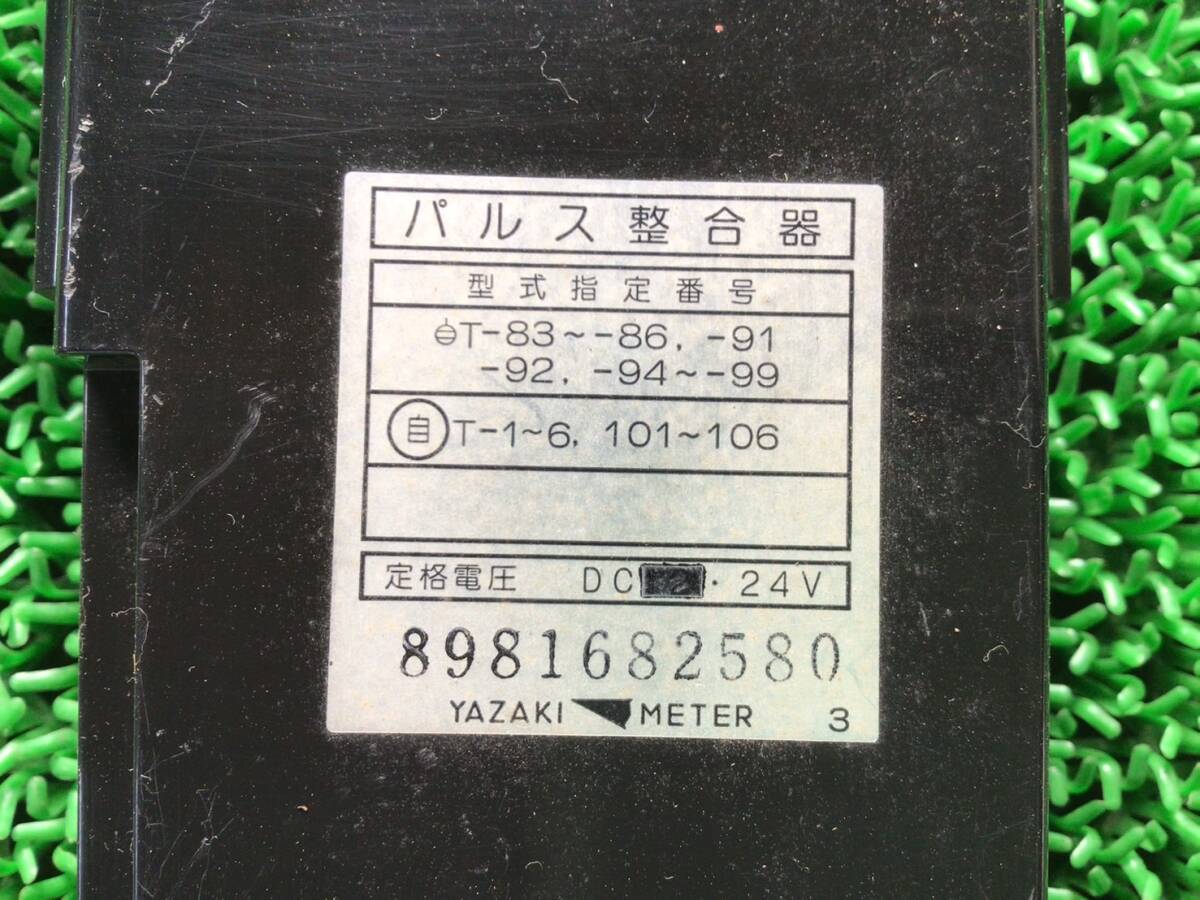 パルス整合器
型式指定番号
T-83～-86, -91
-92, -94～-99
自T-1~6, 101~106
定格電圧 DC ・24V
8981682580
YAZAKI METER 3